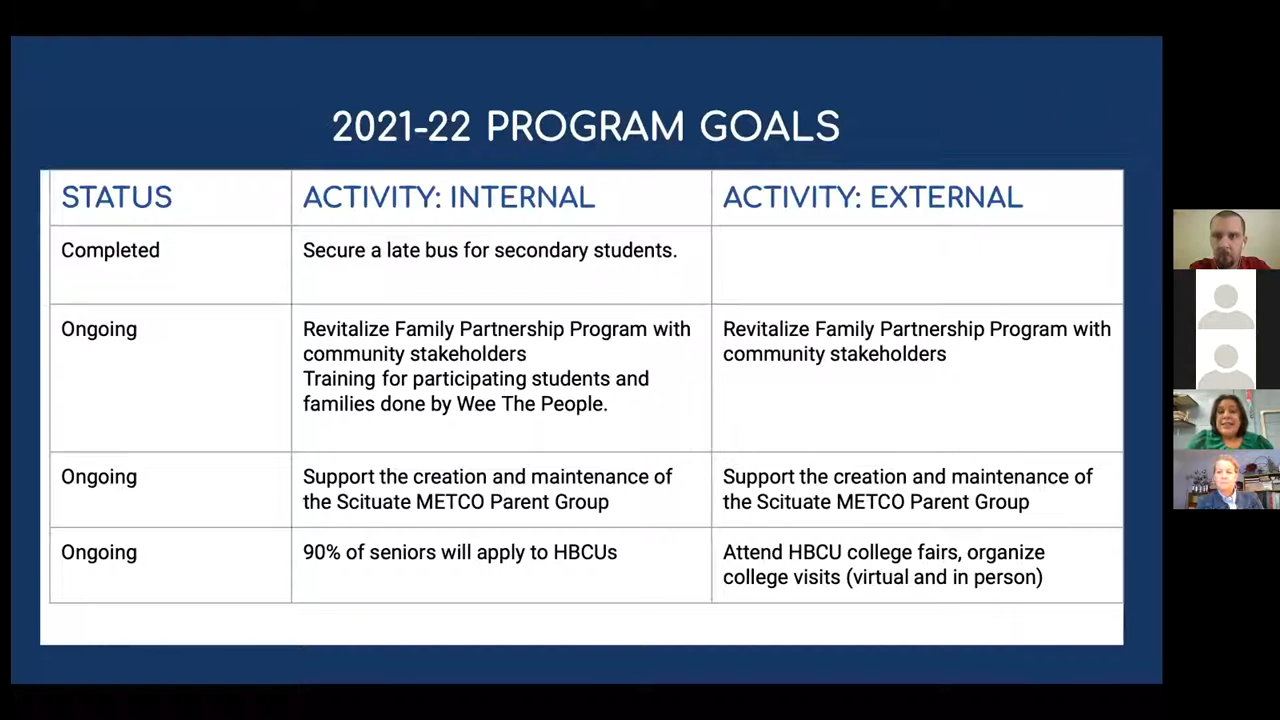 2021-22 PROGRAM GOALS
STATUS
ACTIVITY: INTERNAL
ACTIVITY: EXTERNAL
Completed
Secure a late bus for secondary students.
Ongoing
Revitalize Family Partnership Program with
community stakeholders
Training for participating students and
families done by Wee The People.
Revitalize Family Partnership Program with
community stakeholders
Ongoing
Support the creation and maintenance of
the Scituate METCO Parent Group
Support the creation and maintenance of
the Scituate METCO Parent Group
Ongoing
90% of seniors will apply to HBCUs
Attend HBCU college fairs, organize
college visits (virtual and in person)